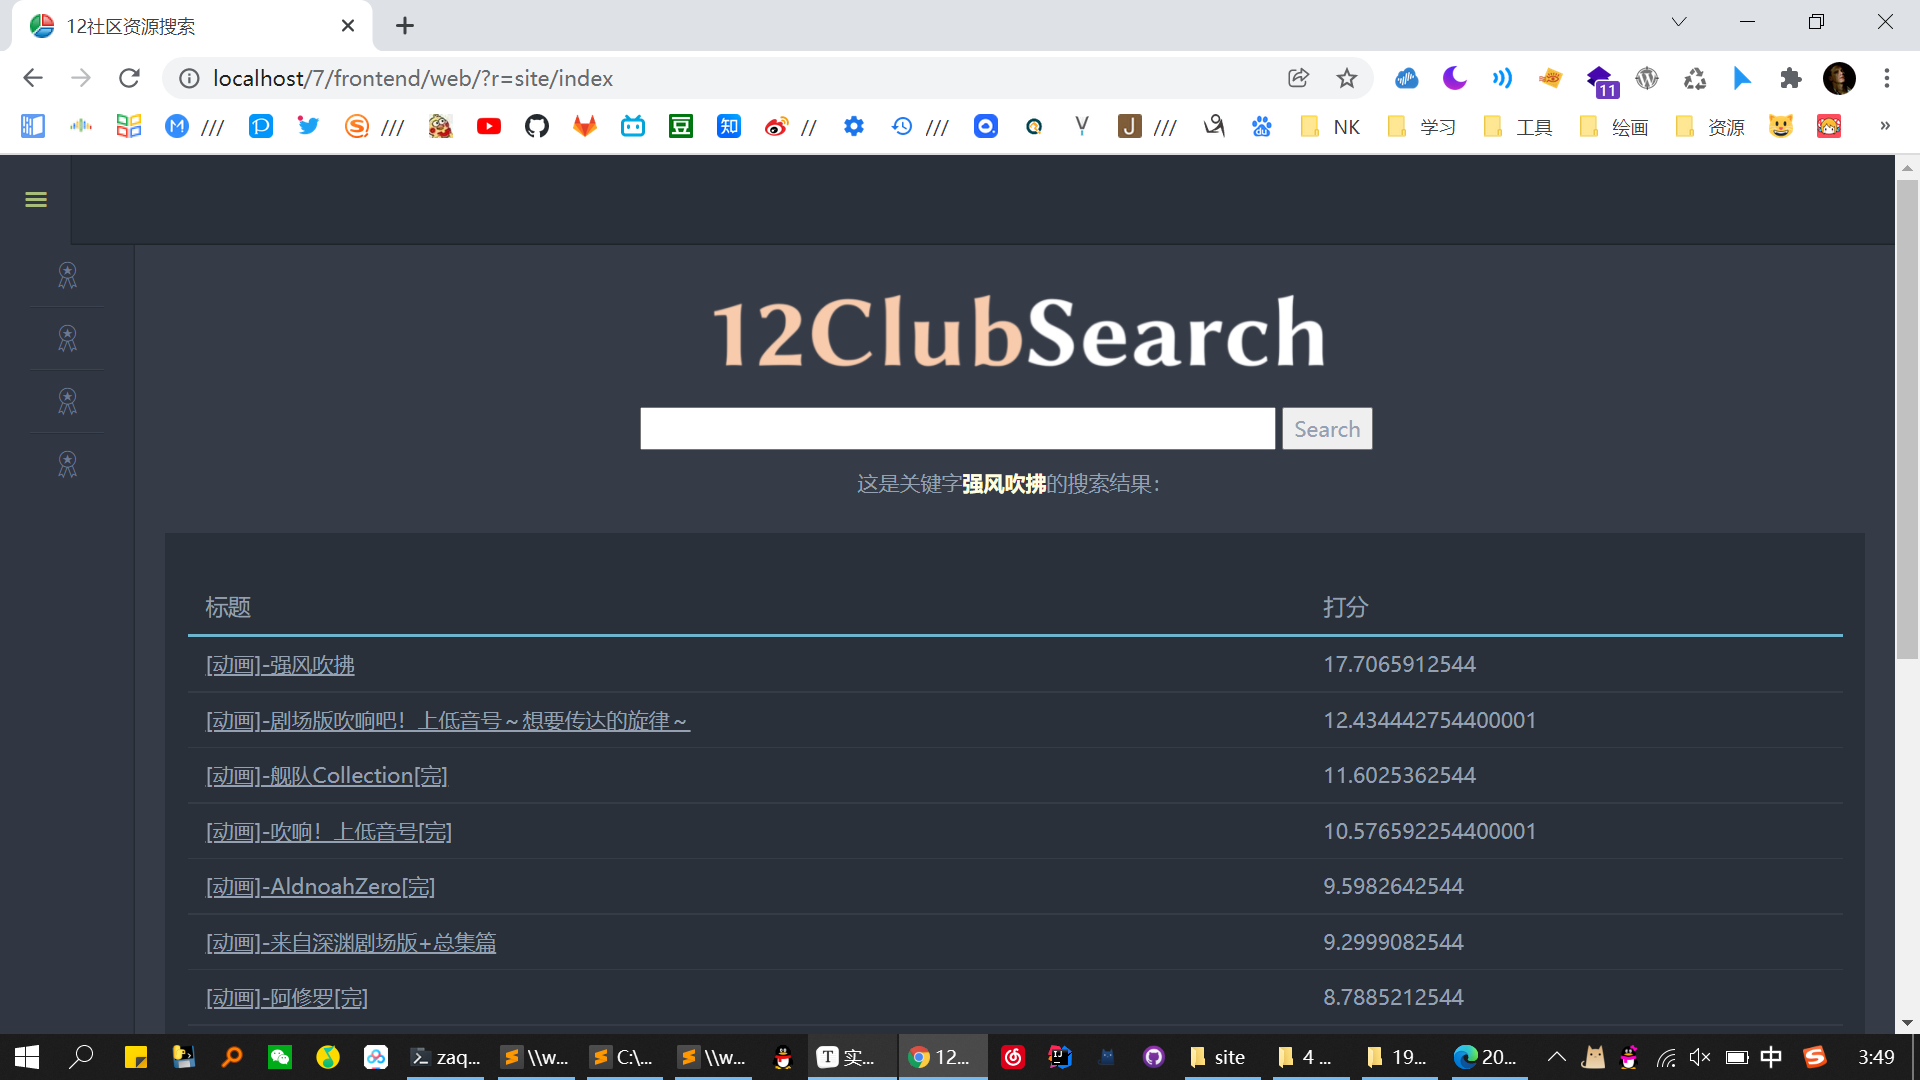 12社区资源搜索
localhost/7/frontend/web/?r=site/index
11
/// /// // /// /// NK 学习 工具 绘画 资源 »
12ClubSearch
Search
这是关键字强风吹拂的搜索结果：
标题 打分
[动画]-强风吹拂 17.7065912544
[动画]-剧场版吹响吧！上低音号～想要传达的旋律～ 12.434442754400001
[动画]-舰队Collection[完] 11.6025362544
[动画]-吹响！上低音号[完] 10.576592254400001
[动画]-AldnoahZero[完] 9.5982642544
[动画]-来自深渊剧场版+总集篇 9.2999082544
[动画]-阿修罗[完] 8.7885212544
zaq... \\w... C:\... \\w... 实... 12... site 4 ... 19... 20... 中 3:49